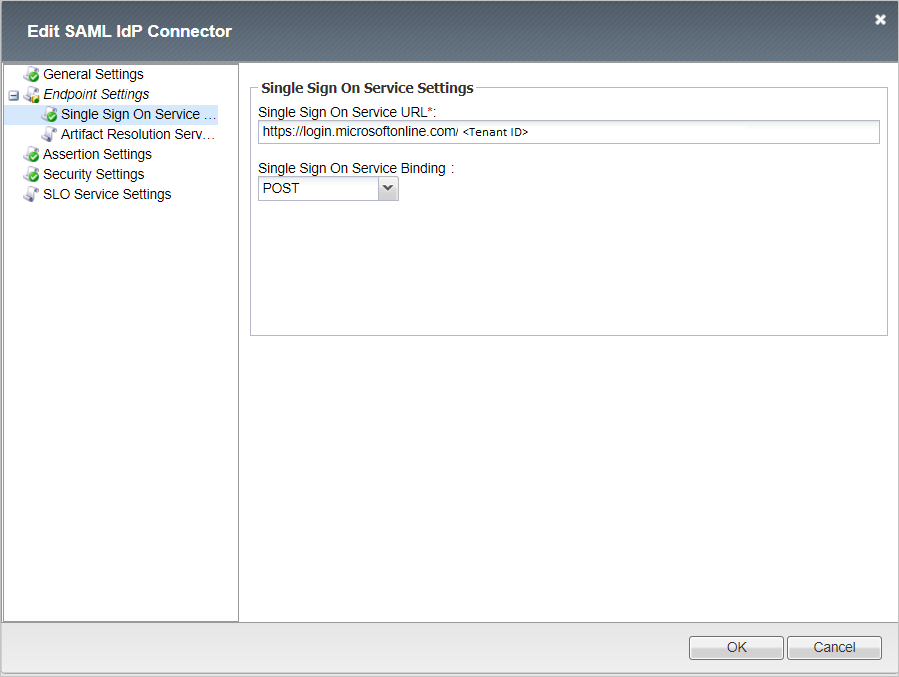 Edit SAML IdP Connector
General Settings
Endpoint Settings
Single Sign On Service ...
Artifact Resolution Serv...
Assertion Settings
Security Settings
SLO Service Settings
Single Sign On Service Settings
Single Sign On Service URL*:
https://login.microsoftonline.com/ <Tenant ID>
Single Sign On Service Binding :
POST
OK
Cancel